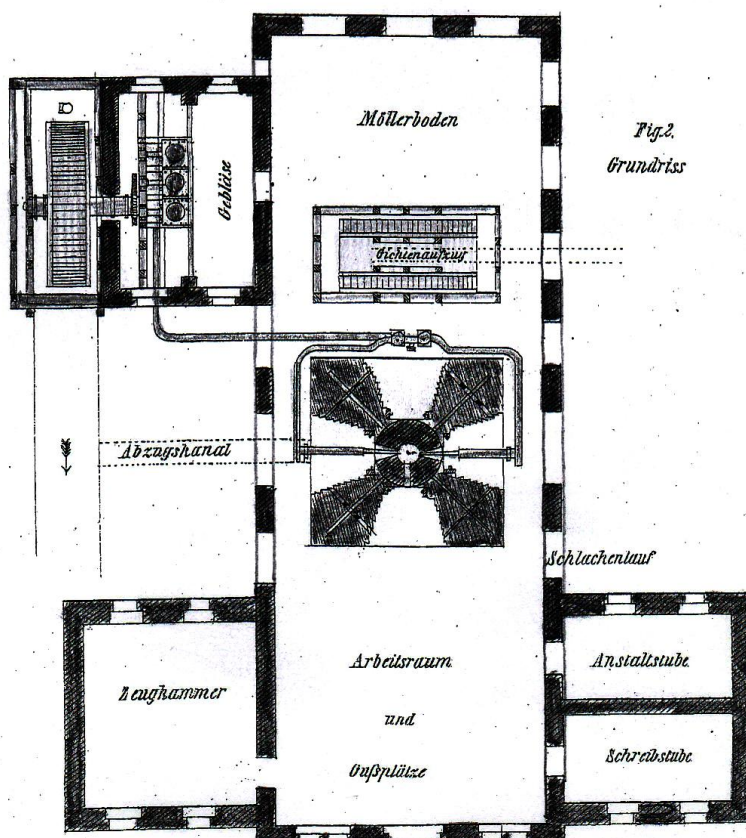 Möllerboden
Fig. 2.
Grundriss
Gebläse
Gichtenaufzug
Abzugskanal
Schlackenlauf
Zeugkammer
Arbeitsraum
und
Gußplätze
Anstaltstube
Schreibstube